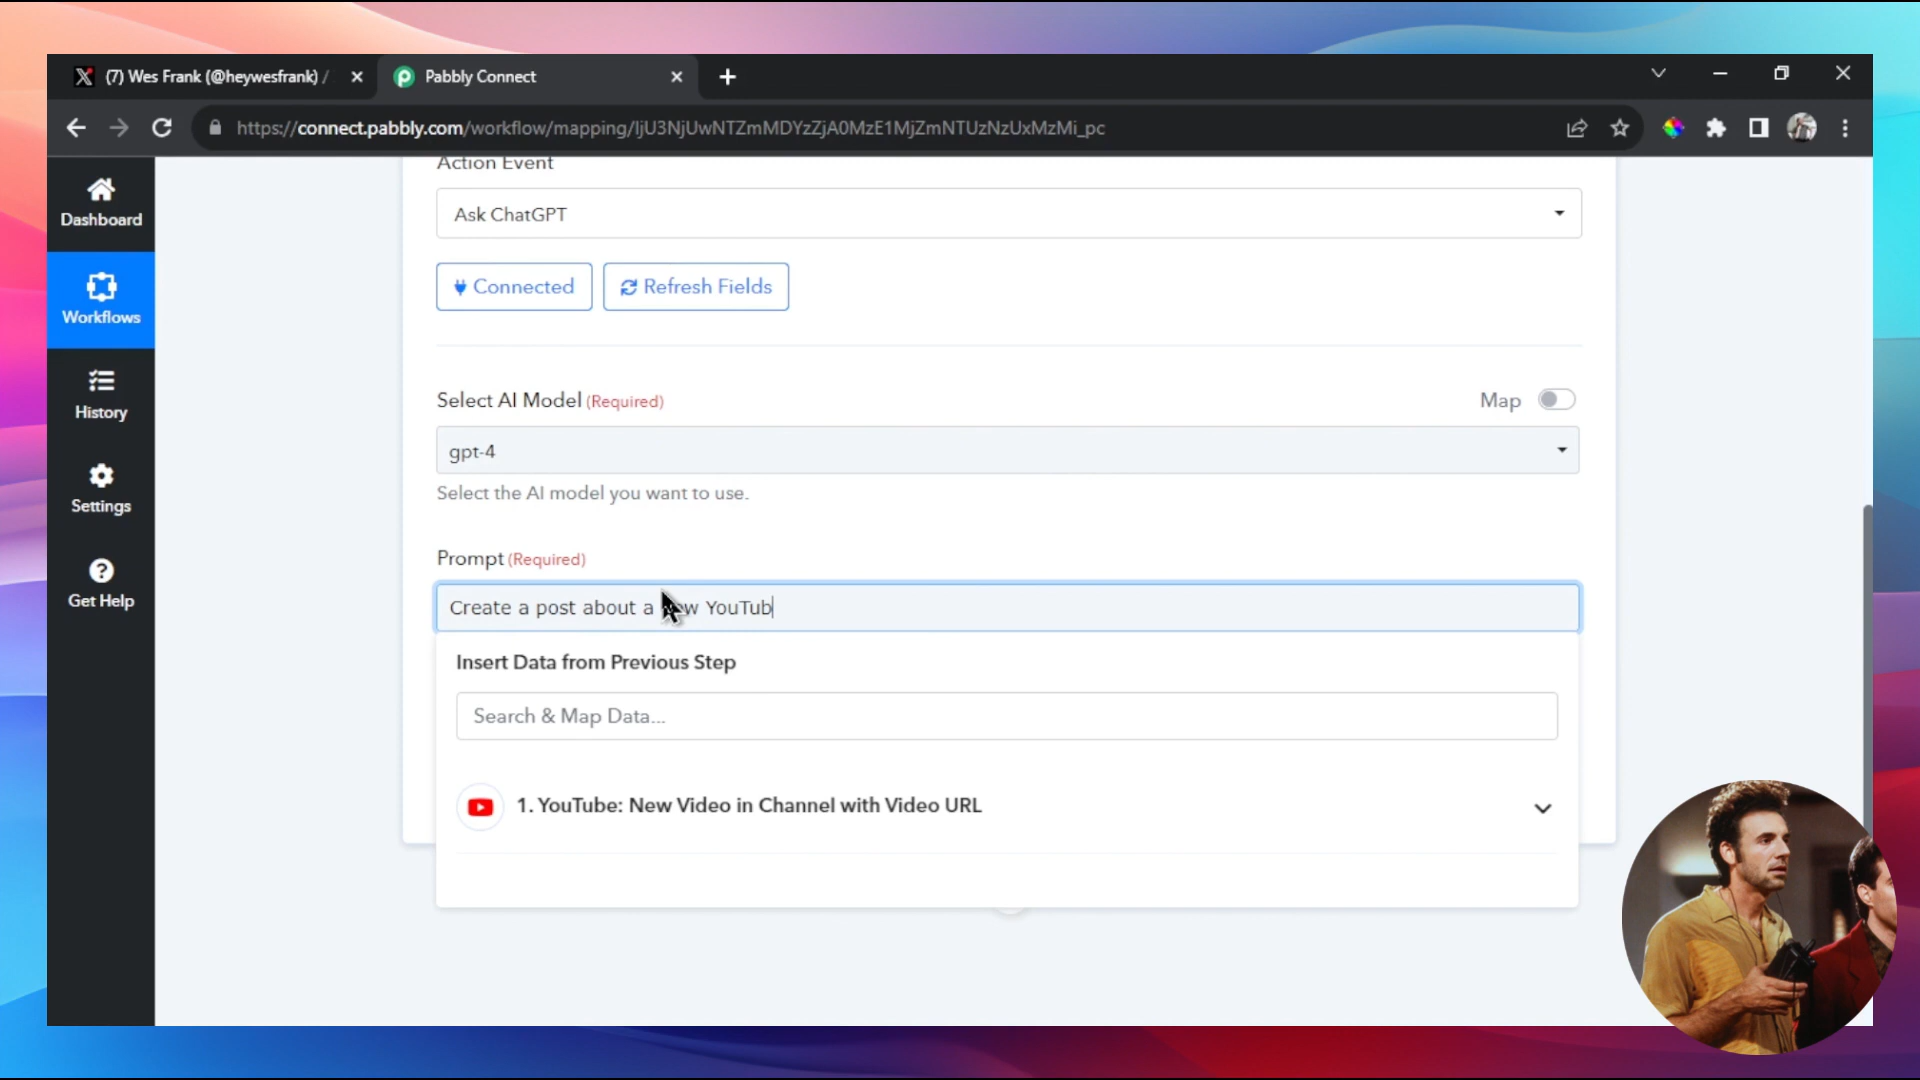 (7) Wes Frank (@heywesfrank) /
Pabbly Connect
https://connect.pabbly.com/workflow/mapping/IjU3NjUwNTZmMDYzZjA0MzE1MjZmNTUzNzUxMzMi_pc
Action Event
Dashboard
Ask ChatGPT
Connected
Refresh Fields
Workflows
History
Select AI Model (Required)
Map
gpt-4
Select the AI model you want to use.
Settings
Prompt (Required)
Get Help
Create a post about a new YouTub
Insert Data from Previous Step
Search & Map Data...
1. YouTube: New Video in Channel with Video URL